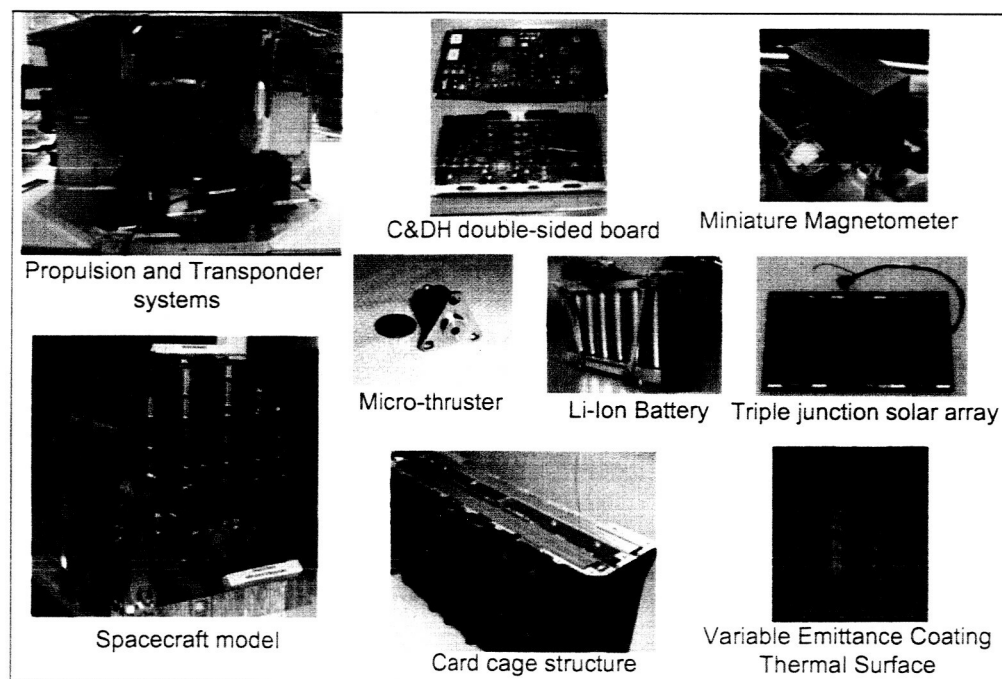 C&DH double-sided board
Miniature Magnetometer
Propulsion and Transponder
systems
Micro-thruster
Li-Ion Battery
Triple junction solar array
Spacecraft model
Card cage structure
Variable Emittance Coating
Thermal Surface